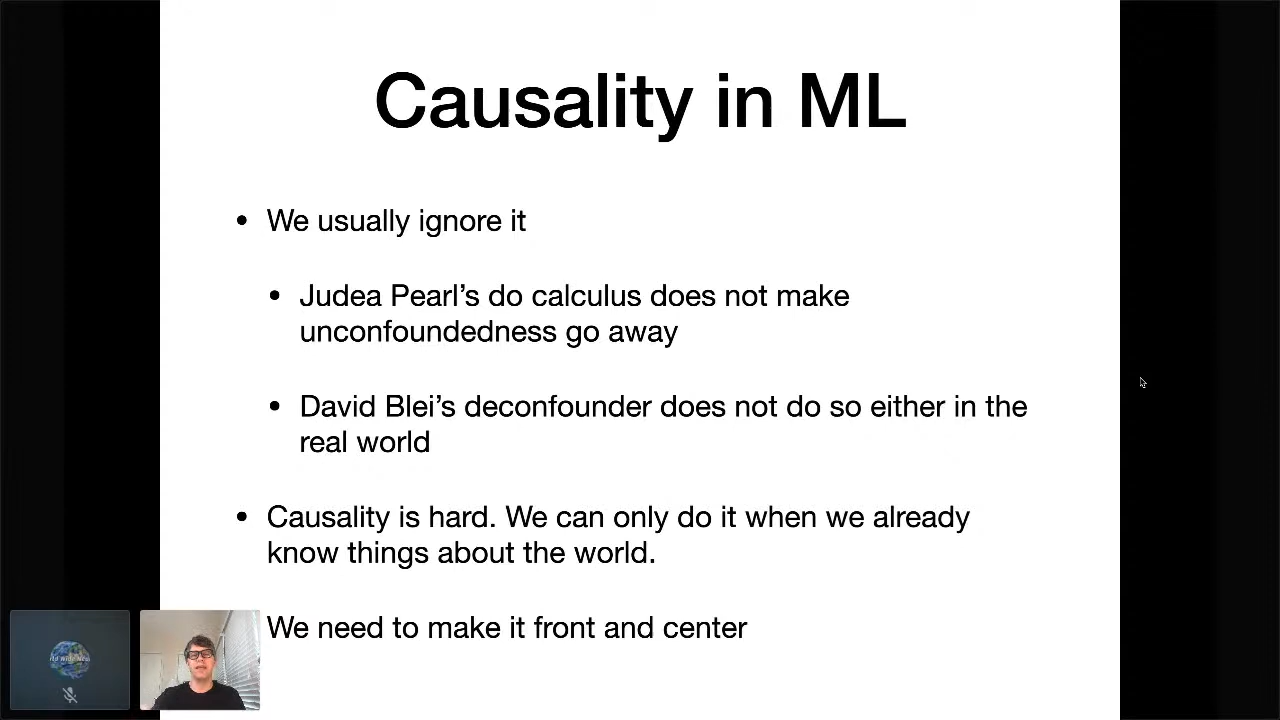 Causality in ML
• We usually ignore it
• Judea Pearl’s do calculus does not make
unconfoundedness go away
• David Blei’s deconfounder does not do so either in the
real world
• Causality is hard. We can only do it when we already
know things about the world.
We need to make it front and center